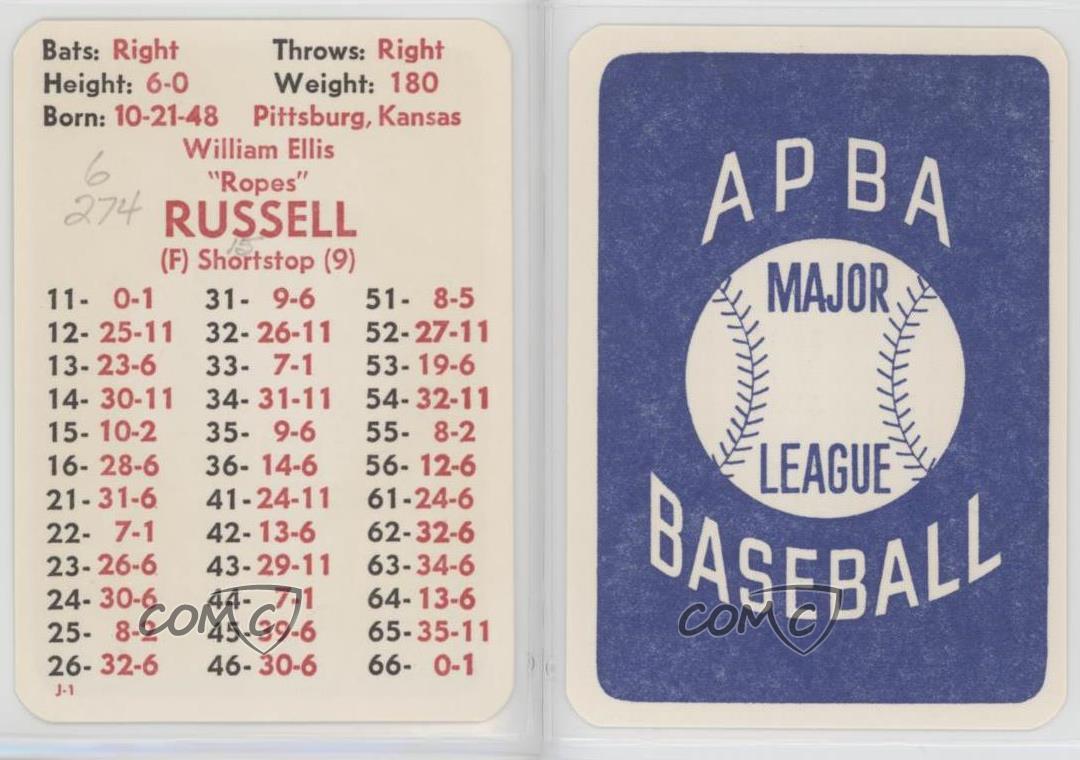 Bats: Right Throws: Right
Height: 6-0 Weight: 180
Born: 10-21-48 Pittsburg, Kansas
William Ellis
"Ropes"
6
274
RUSSELL
15
(F) Shortstop (9)
11- 0-1 31- 9-6 51- 8-5
12- 25-11 32- 26-11 52- 27-11
13- 23-6 33- 7-1 53- 19-6
14- 30-11 34- 31-11 54- 32-11
15- 10-2 35- 9-6 55- 8-2
16- 28-6 36- 14-6 56- 12-6
21- 31-6 41- 24-11 61- 24-6
22- 7-1 42- 13-6 62- 32-6
23- 26-6 43- 29-11 63- 34-6
24- 30-6 44- 7-1 64- 13-6
25- 8-2 45- 39-6 65- 35-11
26- 32-6 46- 30-6 66- 0-1
J-1
COMC
APBA
MAJOR
LEAGUE
BASEBALL
COMC